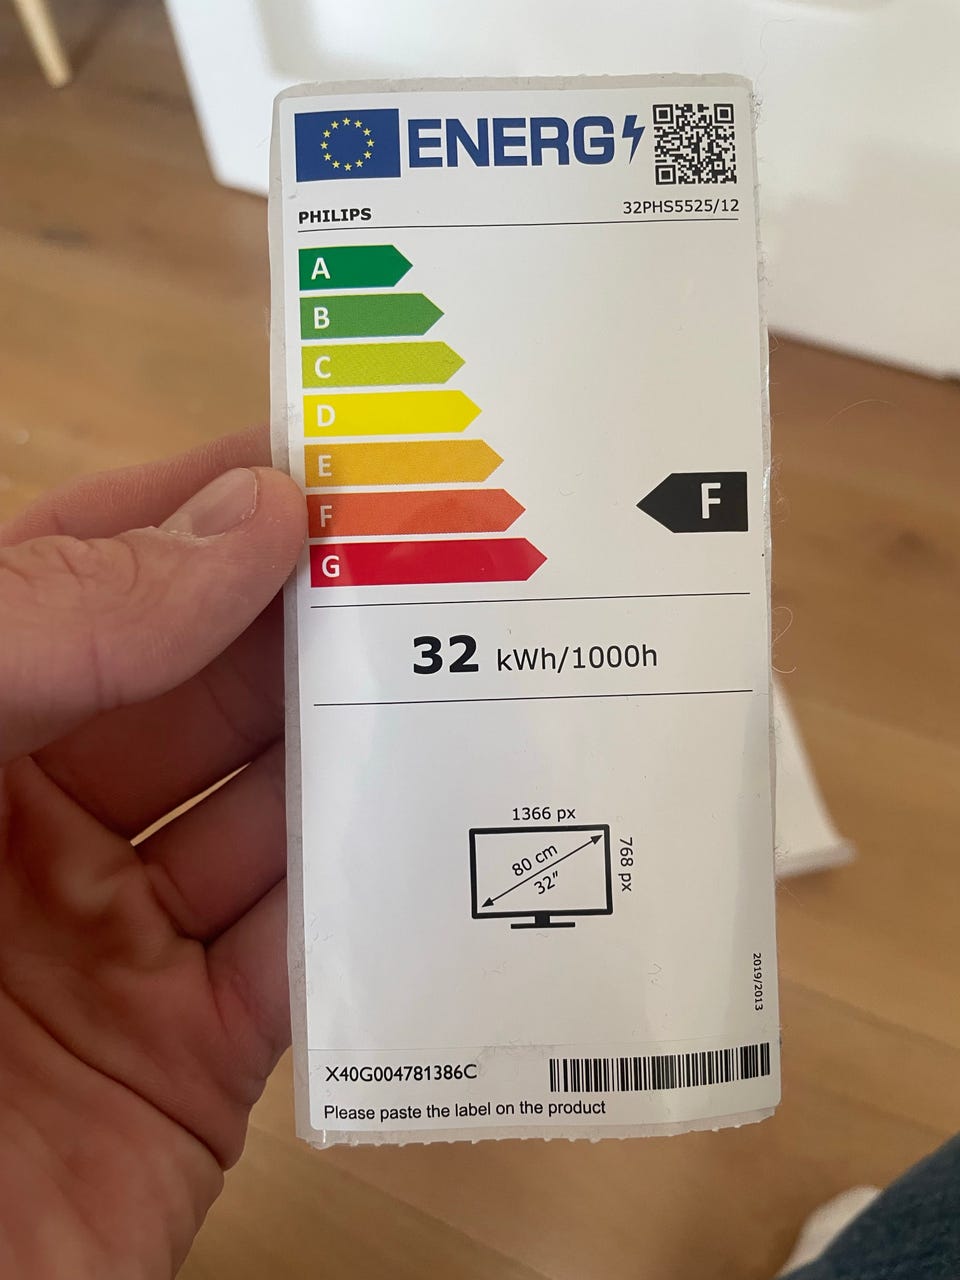 ENERG
PHILIPS
32PHS5525/12
A
B
C
D
E
F
G
F
32 kWh/1000h
1366 px
80 cm
32"
768 px
2019/2013
X40G004781386C
Please paste the label on the product